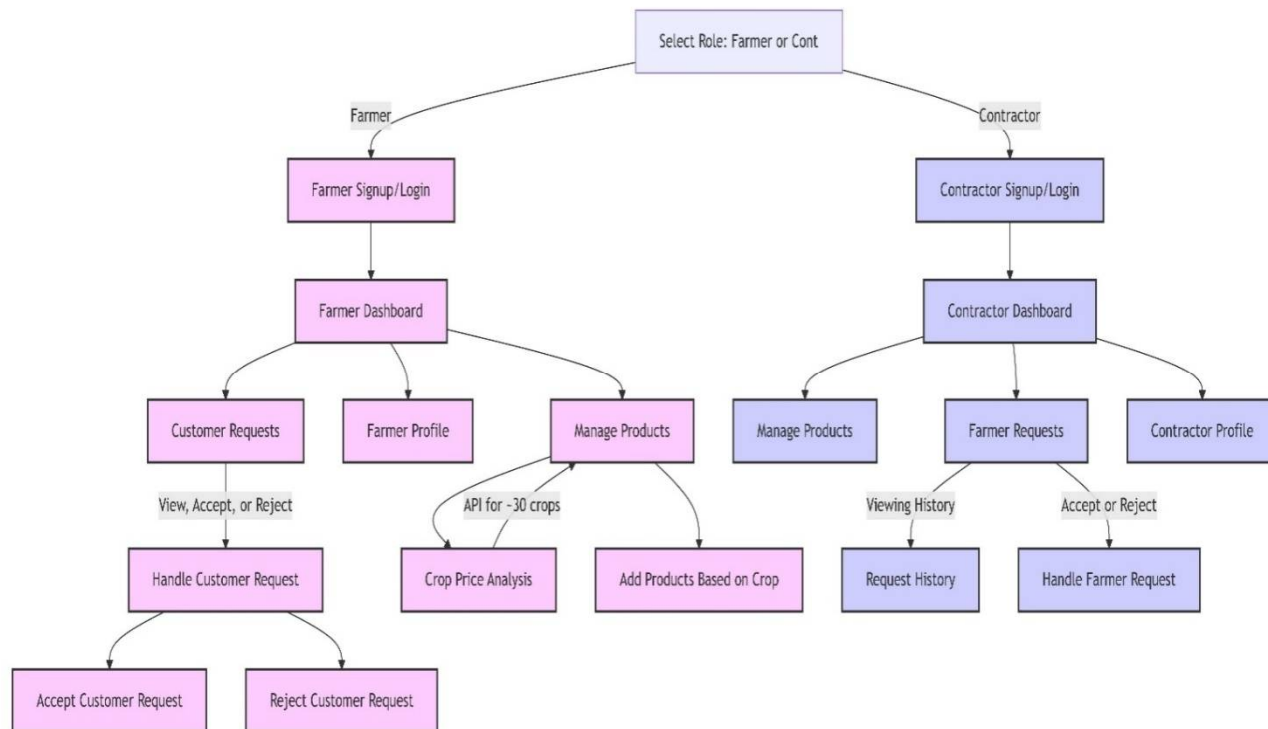 Select Role: Farmer or Cont
Farmer
Contractor
Farmer Signup/Login
Contractor Signup/Login
Farmer Dashboard
Contractor Dashboard
Customer Requests
Farmer Profile
Manage Products
Manage Products
Farmer Requests
Contractor Profile
View, Accept, or Reject
API for ~30 crops
Viewing History
Accept or Reject
Handle Customer Request
Crop Price Analysis
Add Products Based on Crop
Request History
Handle Farmer Request
Accept Customer Request
Reject Customer Request